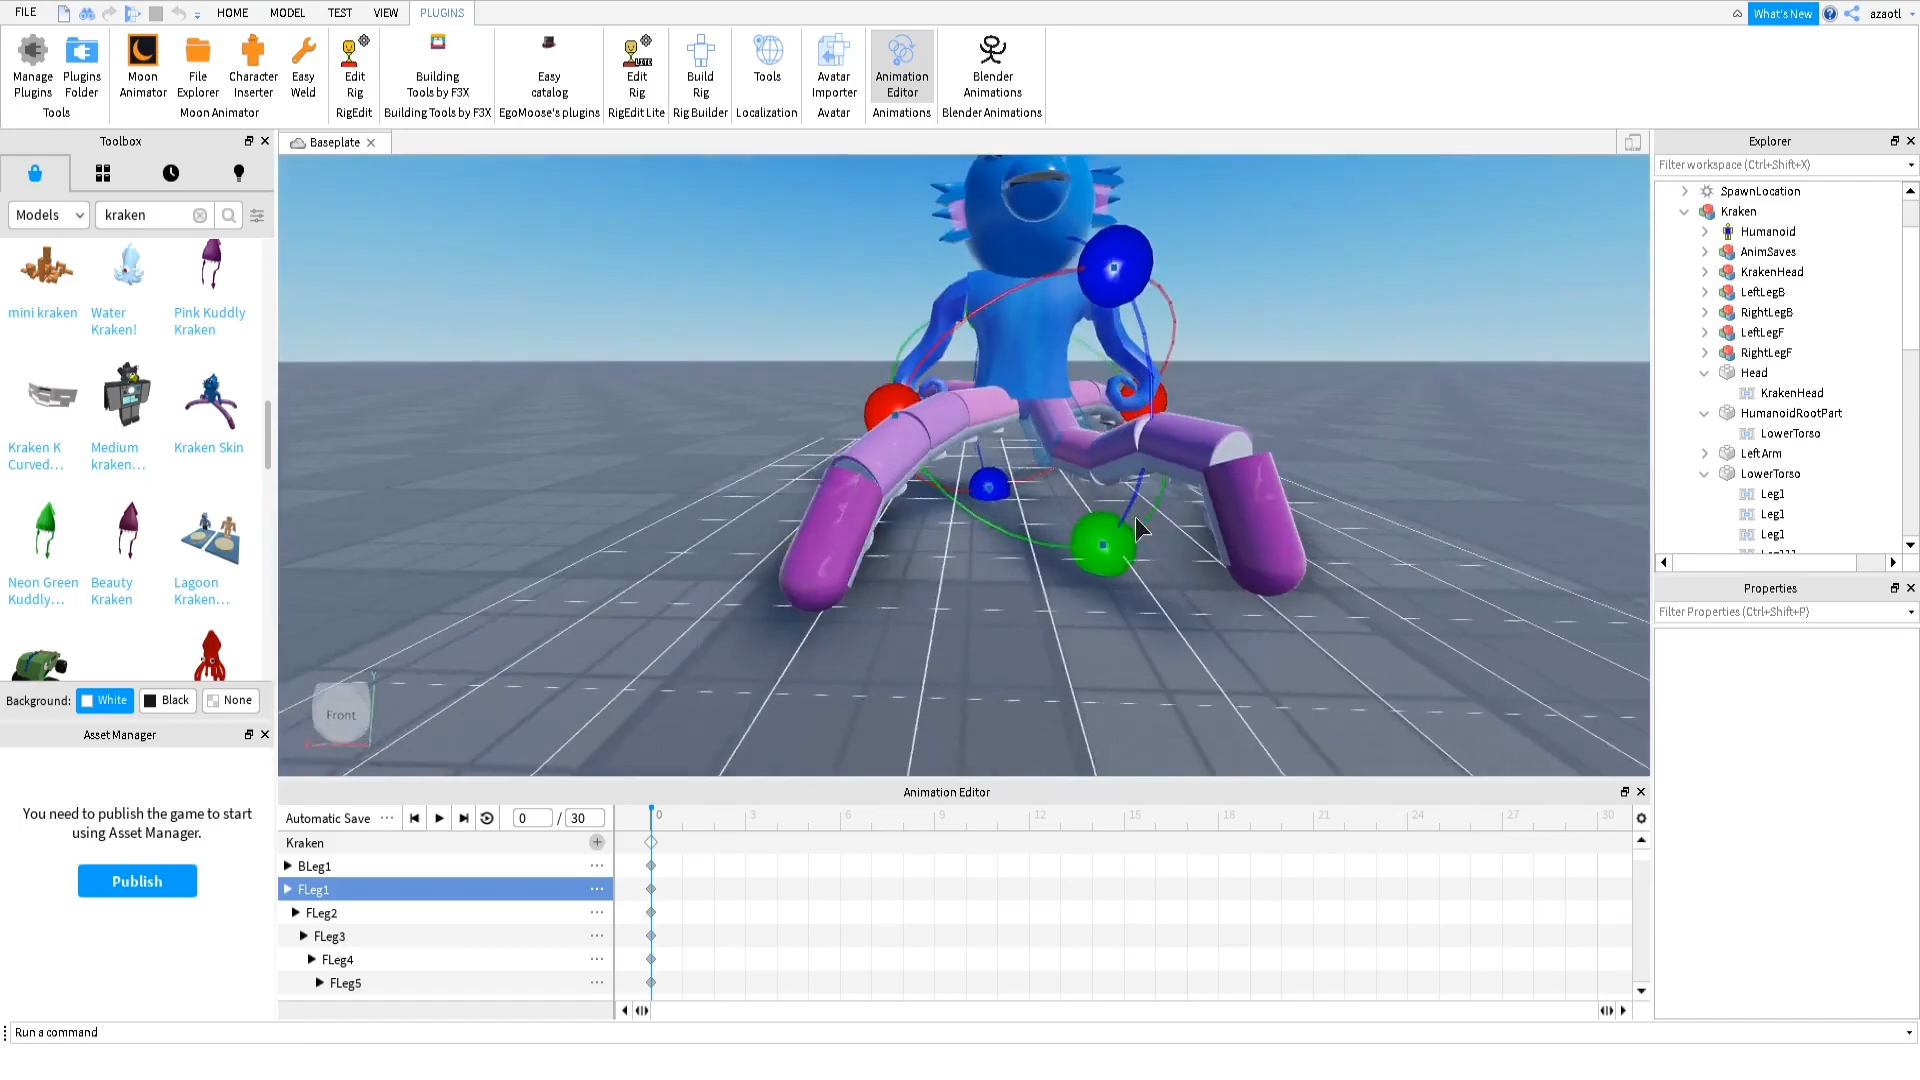 FILE
HOME
MODEL
TEST
VIEW
PLUGINS
What's New
azaotl
Manage Plugins
Plugins Folder
Tools
Moon Animator
File Explorer
Character Inserter
Easy Weld
Moon Animator
Edit Rig
RigEdit
Building Tools by F3X
Building Tools by F3X
Easy catalog
EgoMoose's plugins
LITE
Edit Rig
RigEdit Lite
Build Rig
Rig Builder
Tools
Localization
Avatar Importer
Avatar
Animation Editor
Animations
Blender Animations
Blender Animations
Toolbox
Models
kraken
mini kraken
Water Kraken!
Pink Kuddly Kraken
Kraken K Curved...
Medium kraken...
Kraken Skin
Neon Green Kuddly...
Beauty Kraken
Lagoon Kraken...
Background:
White
Black
None
Asset Manager
You need to publish the game to start
using Asset Manager.
Publish
Baseplate
Front
Y
Animation Editor
Automatic Save
0 / 30
0 3 6 9 12 15 18 21 24 27 30
Kraken
BLeg1
FLeg1
FLeg2
FLeg3
FLeg4
FLeg5
Explorer
Filter workspace (Ctrl+Shift+X)
SpawnLocation
Kraken
Humanoid
AnimSaves
KrakenHead
LeftLegB
RightLegB
LeftLegF
RightLegF
Head
KrakenHead
HumanoidRootPart
LowerTorso
LeftArm
LowerTorso
Leg1
Leg1
Leg1
Properties
Filter Properties (Ctrl+Shift+P)
Run a command